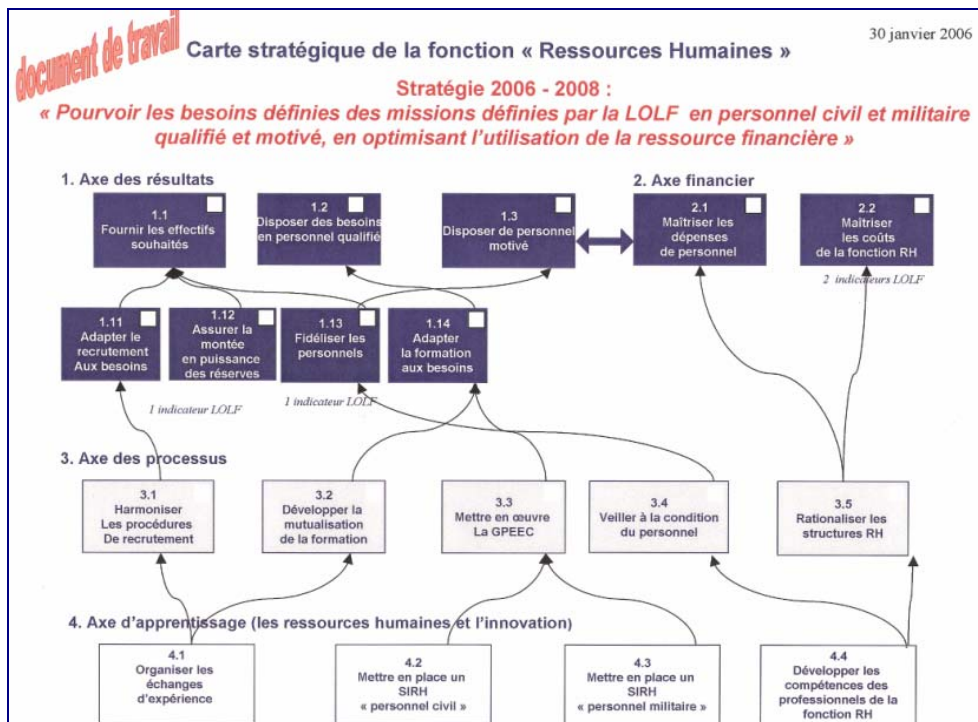 document de travail
Carte stratégique de la fonction « Ressources Humaines »
30 janvier 2006
Stratégie 2006 - 2008 :
« Pourvoir les besoins définies des missions définies par la LOLF en personnel civil et militaire
qualifié et motivé, en optimisant l'utilisation de la ressource financière »
1. Axe des résultats
2. Axe financier
1.1
Fournir les effectifs
souhaités
1.2
Disposer des besoins
en personnel qualifié
1.3
Disposer de personnel
motivé
2.1
Maîtriser les
dépenses
de personnel
2.2
Maîtriser
les coûts
de la fonction RH
2 indicateurs LOLF
1.11
Adapter le
recrutement
Aux besoins
1.12
Assurer la
montée
en puissance
des réserves
1.13
Fidéliser les
personnels
1.14
Adapter
la formation
aux besoins
1 indicateur LOLF
1 indicateur LOLF
3. Axe des processus
3.1
Harmoniser
Les procédures
De recrutement
3.2
Développer la
mutualisation
de la formation
3.3
Mettre en œuvre
La GPEEC
3.4
Veiller à la condition
du personnel
3.5
Rationaliser les
structures RH
4. Axe d'apprentissage (les ressources humaines et l'innovation)
4.1
Organiser les
échanges
d'expérience
4.2
Mettre en place un
SIRH
« personnel civil »
4.3
Mettre en place un
SIRH
« personnel militaire »
4.4
Développer les
compétences des
professionnels de la
fonction RH